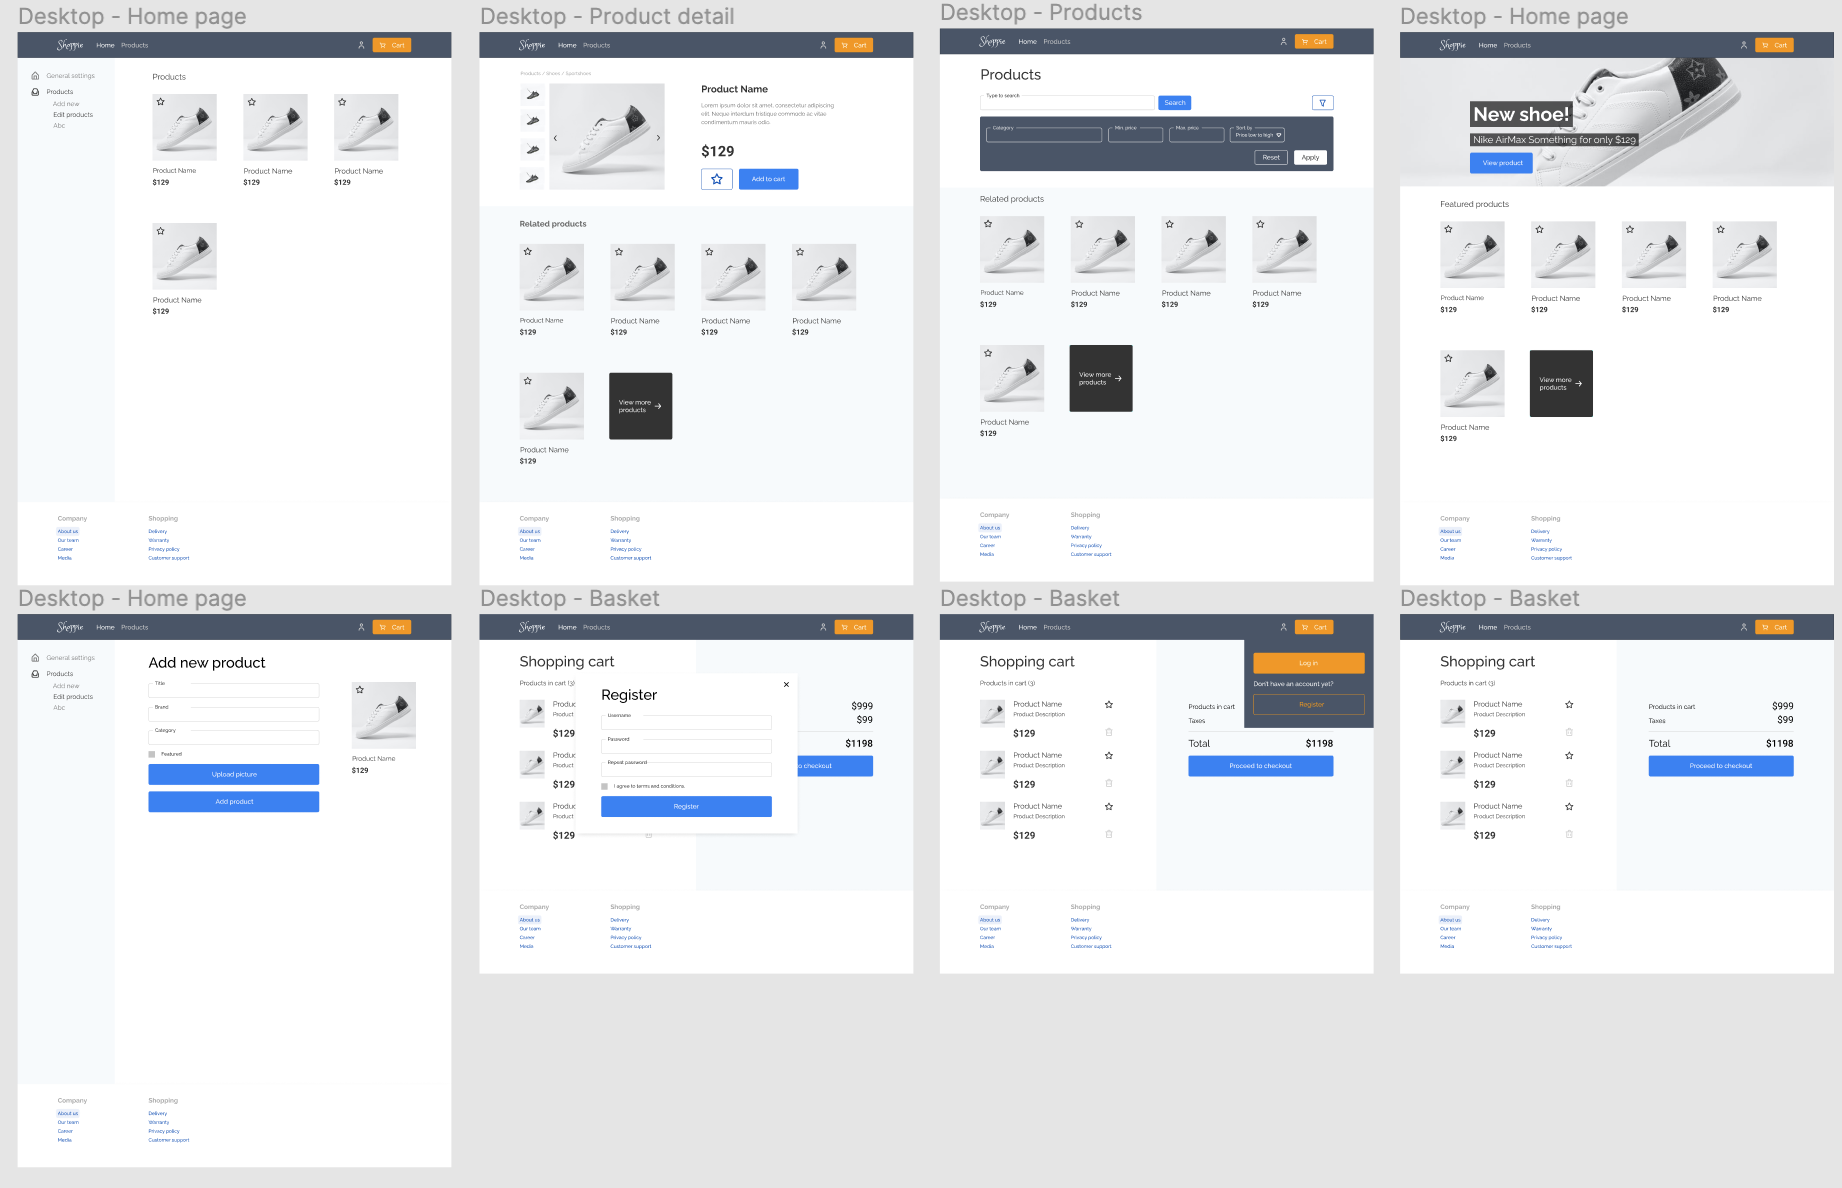 Desktop - Home page
Shoppie Home Products Cart
General settings
Products
Add new
Edit products
Abc
Products
Product Name
$129
Product Name
$129
Product Name
$129
Product Name
$129
Company
About us
Our team
Career
Media
Shopping
Delivery
Warranty
Privacy policy
Customer support
Desktop - Product detail
Shoppie Home Products Cart
Products / Shoes / Sportshoes
Product Name
Lorem ipsum dolor sit amet, consectetur adipiscing
elit. Neque interdum tristique commodo ac vitae
condimentum mauris odio.
$129
Add to cart
Related products
Product Name
$129
Product Name
$129
Product Name
$129
Product Name
$129
Product Name
$129
View more
products
Company
About us
Our team
Career
Media
Shopping
Delivery
Warranty
Privacy policy
Customer support
Desktop - Products
Shoppie Home Products Cart
Products
Type to search
Search
Category
Min. price
Max. price
Sort by
Price low to high
Reset
Apply
Related products
Product Name
$129
Product Name
$129
Product Name
$129
Product Name
$129
Product Name
$129
View more
products
Company
About us
Our team
Career
Media
Shopping
Delivery
Warranty
Privacy policy
Customer support
Desktop - Home page
Shoppie Home Products Cart
New shoe!
Nike AirMax Something for only $129
View product
Featured products
Product Name
$129
Product Name
$129
Product Name
$129
Product Name
$129
Product Name
$129
View more
products
Company
About us
Our team
Career
Media
Shopping
Delivery
Warranty
Privacy policy
Customer support
Desktop - Home page
Shoppie Home Products Cart
General settings
Products
Add new
Edit products
Abc
Add new product
Title
Brand
Category
Featured
Upload picture
Add product
Product Name
$129
Company
About us
Our team
Career
Media
Shopping
Delivery
Warranty
Privacy policy
Customer support
Desktop - Basket
Shoppie Home Products Cart
Shopping cart
Products in cart (3)
Produc
Product
$129
Produc
Product
$129
Produc
Product
$129
Register
Username
Password
Repeat password
I agree to terms and conditions
Register
$999
$99
$1198
o checkout
Company
About us
Our team
Career
Media
Shopping
Delivery
Warranty
Privacy policy
Customer support
Desktop - Basket
Shoppie Home Products Cart
Shopping cart
Products in cart (3)
Product Name
Product Description
$129
Product Name
Product Description
$129
Product Name
Product Description
$129
Log in
Don't have an account yet?
Register
Products in cart
Taxes
Total $1198
Proceed to checkout
Company
About us
Our team
Career
Media
Shopping
Delivery
Warranty
Privacy policy
Customer support
Desktop - Basket
Shoppie Home Products Cart
Shopping cart
Products in cart (3)
Product Name
Product Description
$129
Product Name
Product Description
$129
Product Name
Product Description
$129
Products in cart $999
Taxes $99
Total $1198
Proceed to checkout
Company
About us
Our team
Career
Media
Shopping
Delivery
Warranty
Privacy policy
Customer support